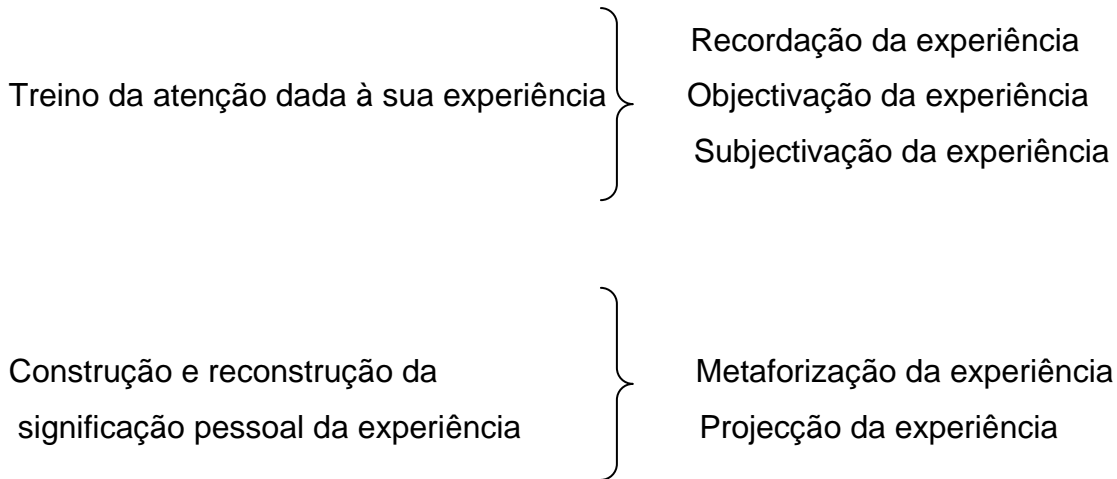 Recordação da experiência
Treino da atenção dada à sua experiência
Objectivação da experiência
Subjectivação da experiência
Construção e reconstrução da
significação pessoal da experiência
Metaforização da experiência
Projecção da experiência